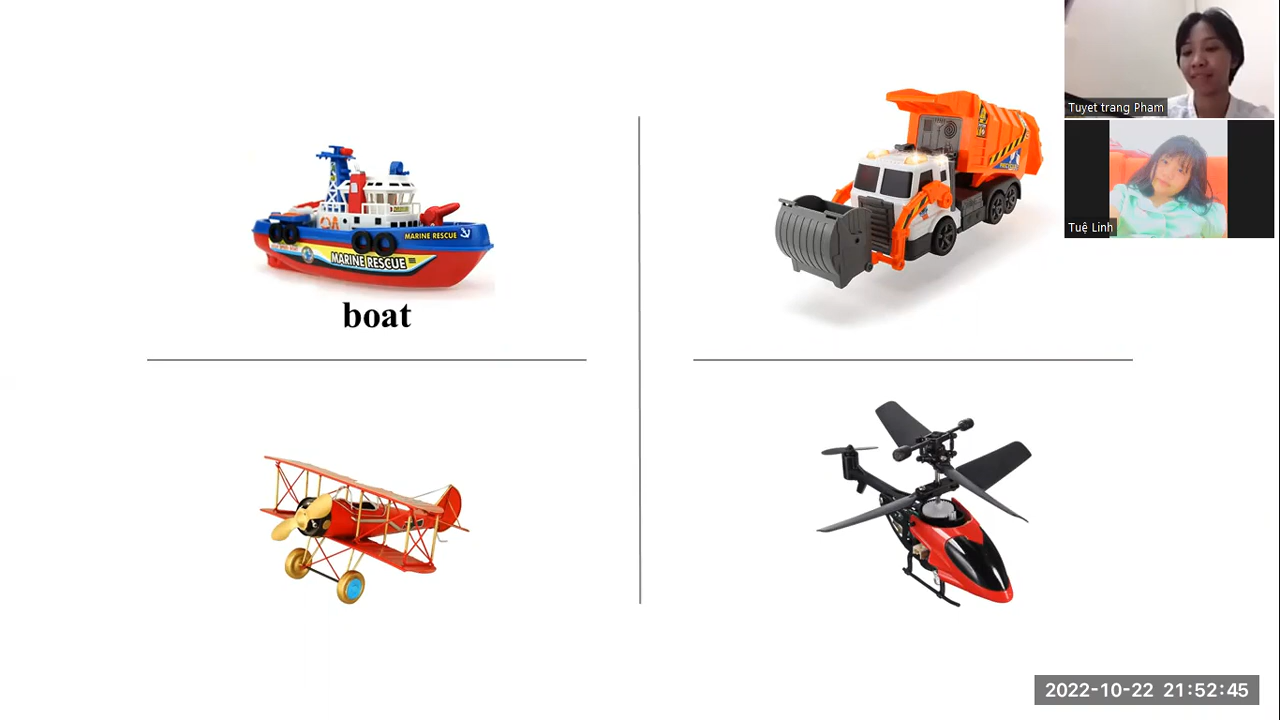 MARINE RESCUE
MARINE RESCUE
boat
Tuyet trang Pham
Tuệ Linh
2022-10-22 21:52:45